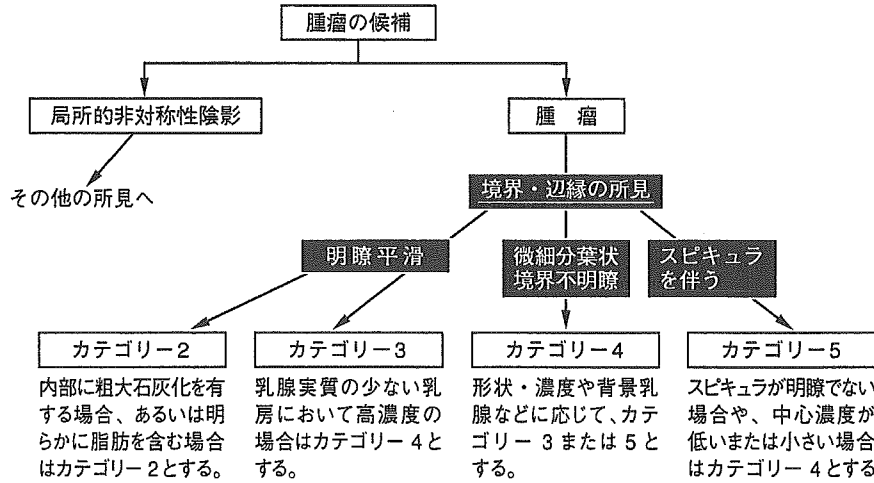 腫瘤の候補
局所的非対称性陰影
腫 瘤
その他の所見へ
境界・辺縁の所見
明瞭平滑
微細分葉状
境界不明瞭
スピキュラ
を伴う
カテゴリー2
内部に粗大石灰化を有
する場合、あるいは明
らかに脂肪を含む場合
はカテゴリー2とする。
カテゴリー3
乳腺実質の少ない乳
房において高濃度の
場合はカテゴリー4と
する。
カテゴリー4
形状・濃度や背景乳
腺などに応じて、カテ
ゴリー 3 または 5 と
する。
カテゴリー5
スピキュラが明瞭でない
場合や、中心濃度が
低いまたは小さい場合
はカテゴリー 4とする